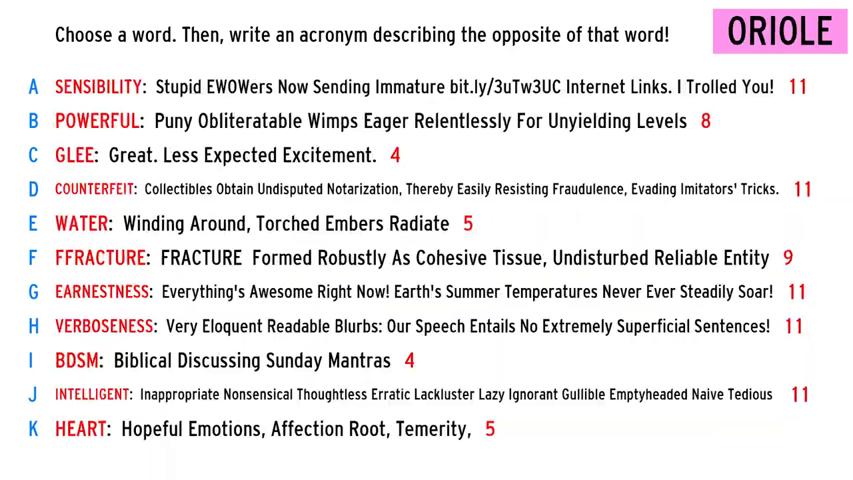 Choose a word. Then, write an acronym describing the opposite of that word!
ORIOLE
A SENSIBILITY: Stupid EWOWers Now Sending Immature bit.ly/3uTw3UC Internet Links. I Trolled You! 11
B POWERFUL: Puny Obliteratable Wimps Eager Relentlessly For Unyielding Levels 8
C GLEE: Great. Less Expected Excitement. 4
D COUNTERFEIT: Collectibles Obtain Undisputed Notarization, Thereby Easily Resisting Fraudulence, Evading Imitators' Tricks. 11
E WATER: Winding Around, Torched Embers Radiate 5
F FFRACTURE: FRACTURE Formed Robustly As Cohesive Tissue, Undisturbed Reliable Entity 9
G EARNESTNESS: Everything's Awesome Right Now! Earth's Summer Temperatures Never Ever Steadily Soar! 11
H VERBOSENESS: Very Eloquent Readable Blurbs: Our Speech Entails No Extremely Superficial Sentences! 11
I BDSM: Biblical Discussing Sunday Mantras 4
J INTELLIGENT: Inappropriate Nonsensical Thoughtless Erratic Lackluster Lazy Ignorant Gullible Emptyheaded Naive Tedious 11
K HEART: Hopeful Emotions, Affection Root, Temerity, 5